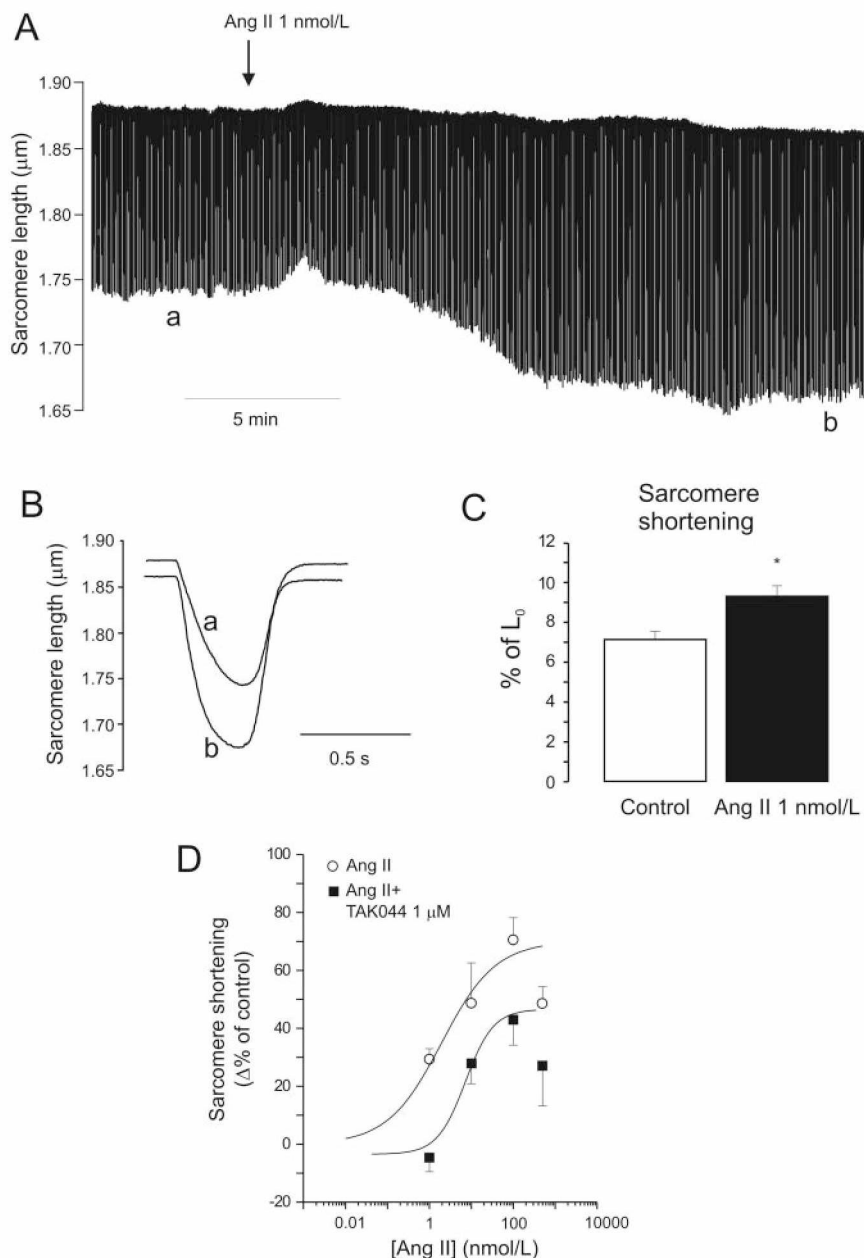 A
Ang II 1 nmol/L
Sarcomere length (μm)
1.90
1.85
1.80
1.75
1.70
1.65
a
b
5 min
B
Sarcomere length (μm)
1.90
1.85
1.80
1.75
1.70
1.65
a
b
0.5 s
C
Sarcomere
shortening
% of L0
12
10
8
6
4
2
0
*
Control
Ang II 1 nmol/L
D
Ang II
Ang II+
TAK044 1 μM
Sarcomere shortening
(Δ% of control)
100
80
60
40
20
0
-20
0.01 1 100 10000
[Ang II] (nmol/L)